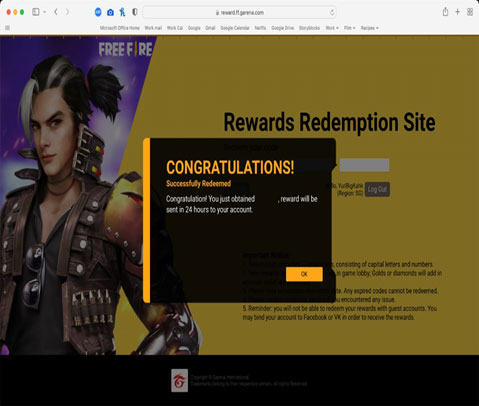 reward.ff.garena.com
Microsoft Office Home Work mail Work Cal Google Gmail Google Calendar Netflix Google Drive Storyblocks Work Film Recipes
FREE FIRE
Rewards Redemption Site
CONGRATULATIONS!
Successfully Redeemed
Congratulation! You just obtained , reward will be
sent in 24 hours to your account.
(Region: SG)
Log Out
Important Notice
consisting of capital letters and numbers.
in game lobby; Golds or diamonds will add in
Any expired codes cannot be redeemed.
encountered any issue.
OK
5. Reminder: you will not be able to redeem your rewards with guest accounts. You
may bind your account to Facebook or VK in order to receive the rewards.
Copyright © Garena International.
Trademarks belong to their respective owners. All rights Reserved.